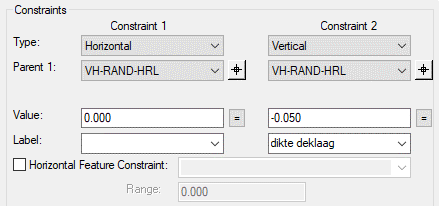 Constraints
Constraint 1 Constraint 2
Type: Horizontal Vertical
Parent 1: VH-RAND-HRL VH-RAND-HRL
Value: 0.000 = -0.050 =
Label: dikte deklaag
Horizontal Feature Constraint:
Range: 0.000